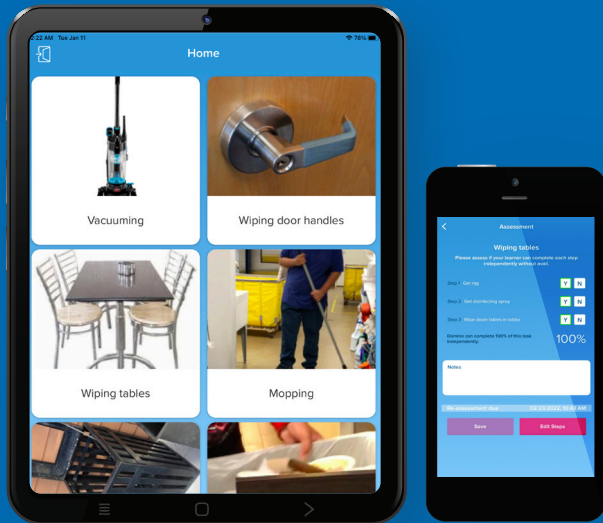 2:22 AM Tue Jan 11
78%
Home
Vacuuming
Wiping door handles
Wiping tables
Mopping
Assessment
Wiping tables
Please assess if your learner can complete each step
independently without
Step 1 Get rag
Y N
Step 2 Get disinfecting spray
Y N
Step 3 Wipe down tables in lobby
Y N
can complete 100% of this task
independently.
100%
Notes
Re-assessment due
Save
Edit Steps